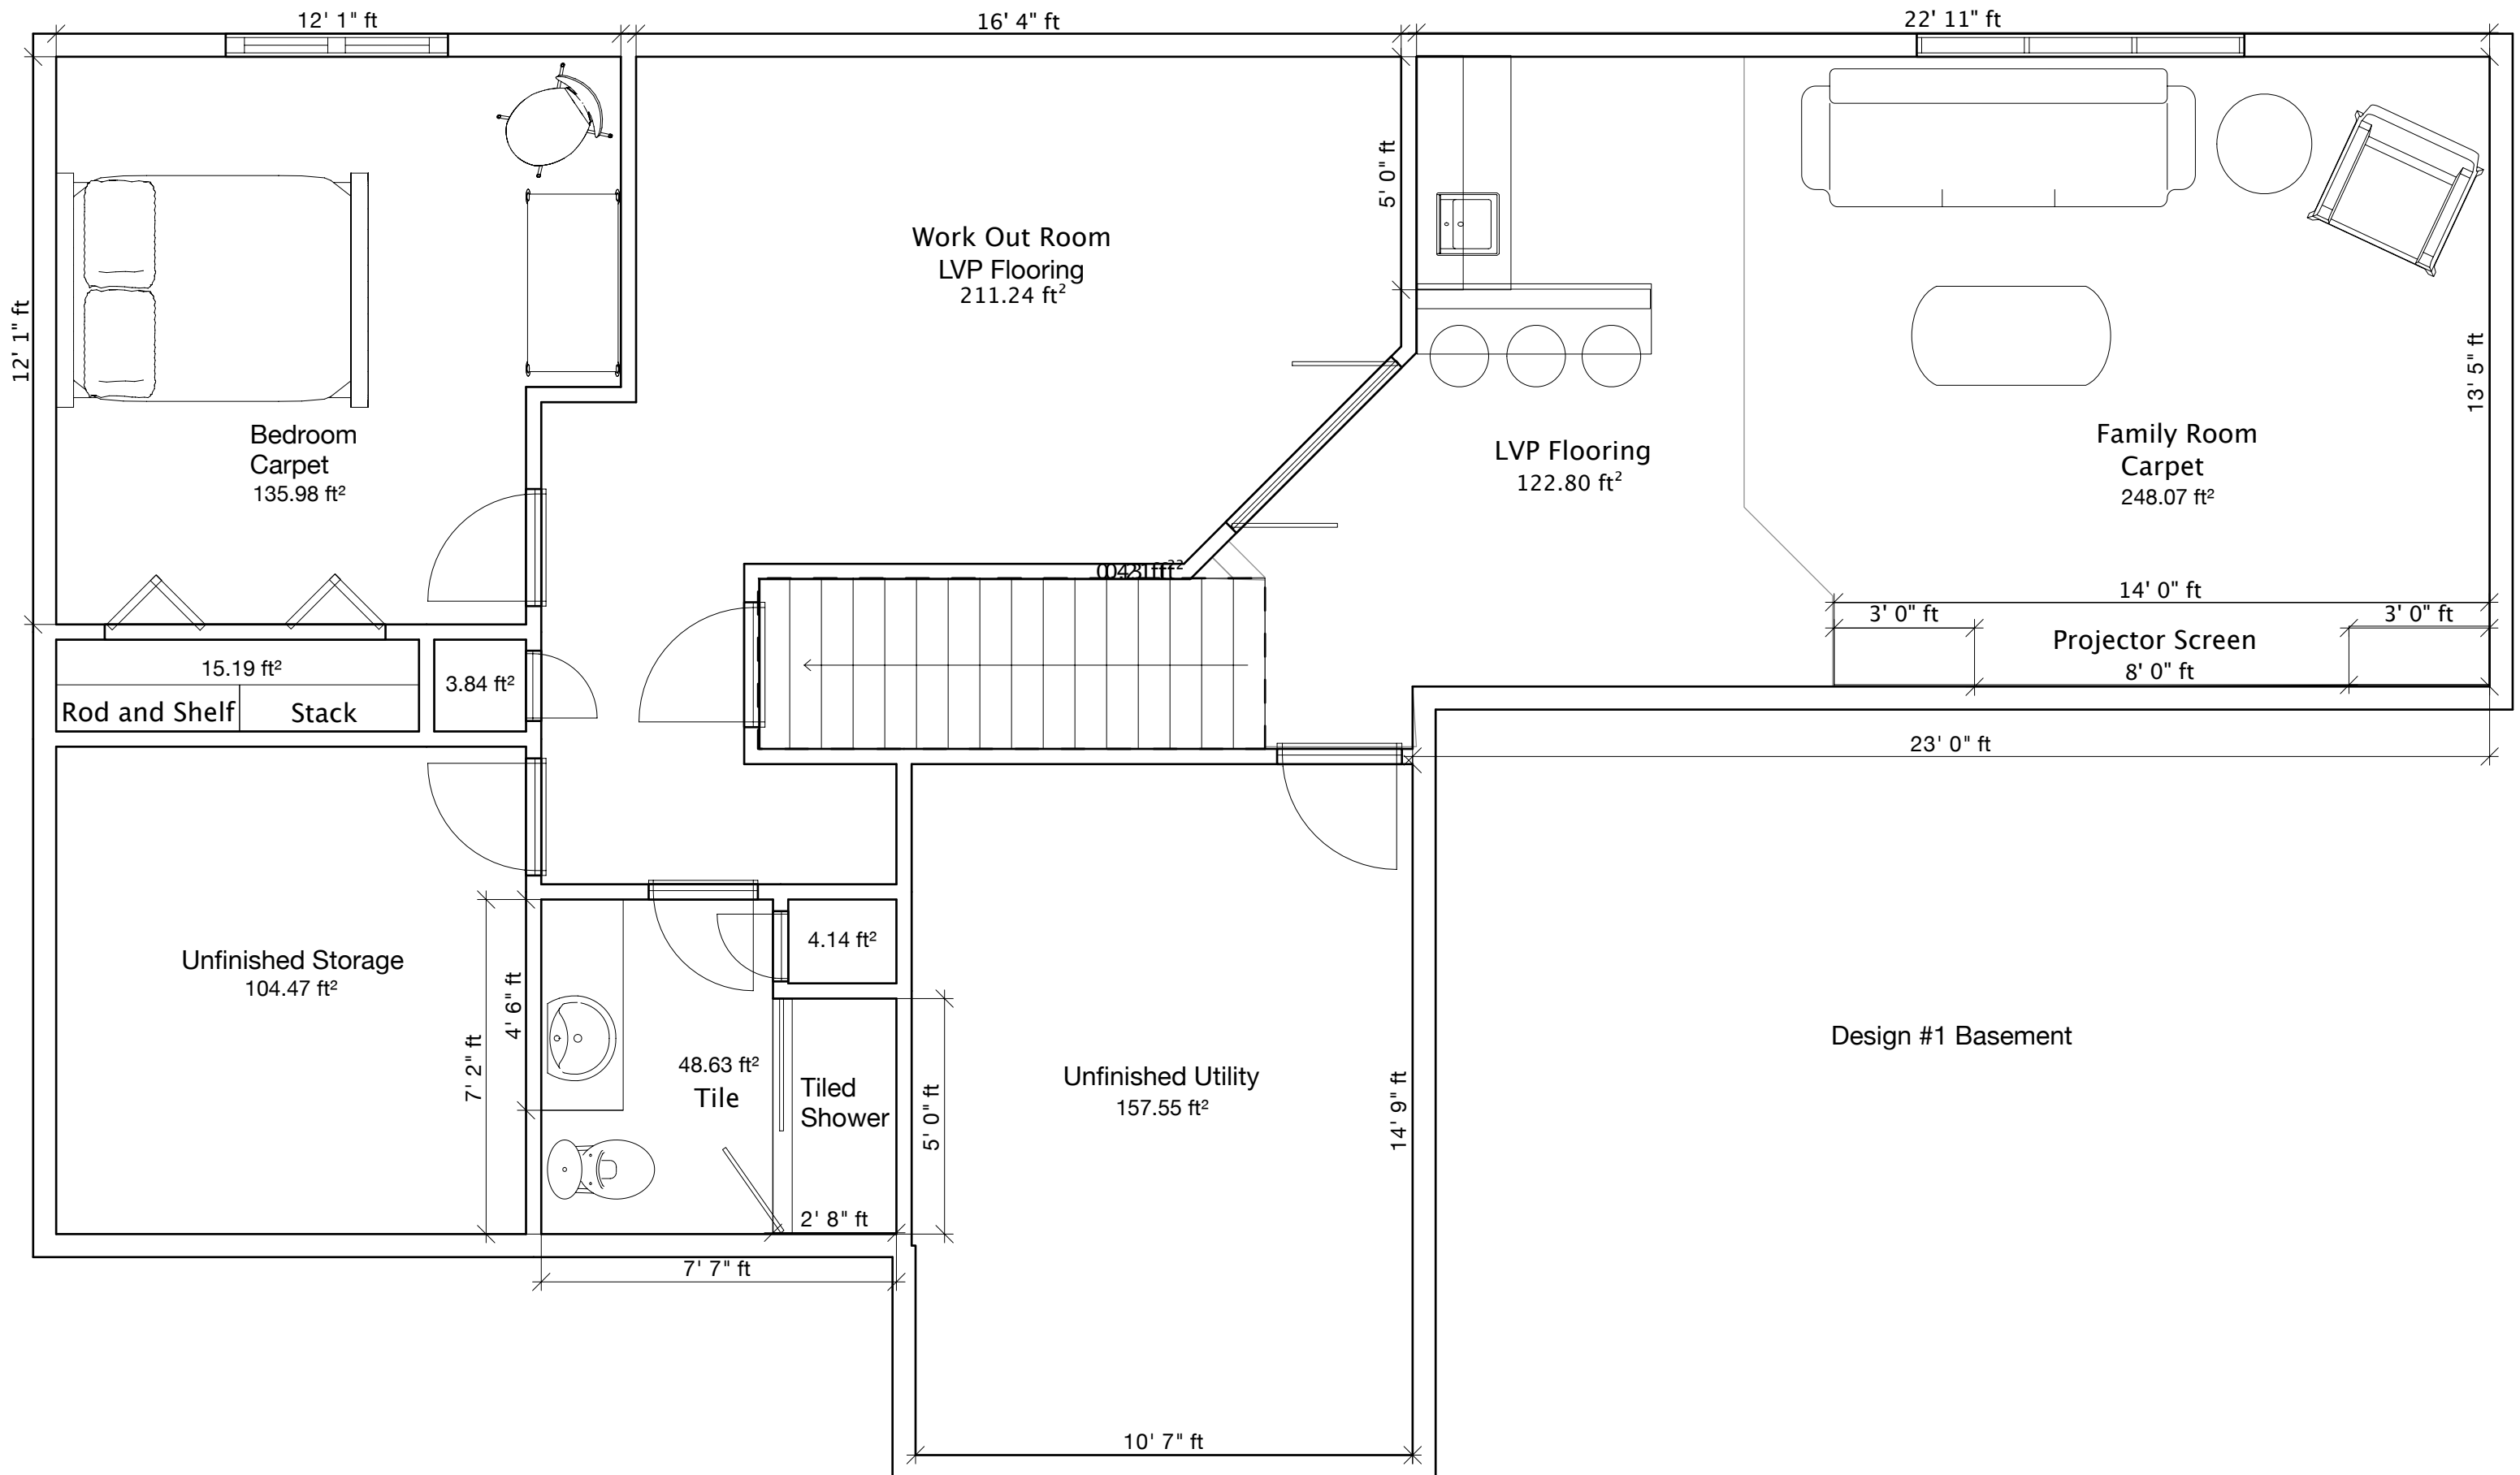 12' 1" ft
16' 4" ft
22' 11" ft
12' 1" ft
5' 0" ft
13' 5" ft
Work Out Room
LVP Flooring
211.24 ft²
Bedroom
Carpet
135.98 ft²
LVP Flooring
122.80 ft²
Family Room
Carpet
248.07 ft²
14' 0" ft
3' 0" ft
3' 0" ft
Projector Screen
8' 0" ft
15.19 ft²
Rod and Shelf
Stack
3.84 ft²
23' 0" ft
Unfinished Storage
104.47 ft²
4' 6" ft
7' 2" ft
4.14 ft²
48.63 ft²
Tile
Tiled
Shower
5' 0" ft
2' 8" ft
7' 7" ft
Unfinished Utility
157.55 ft²
14' 9" ft
10' 7" ft
Design #1 Basement